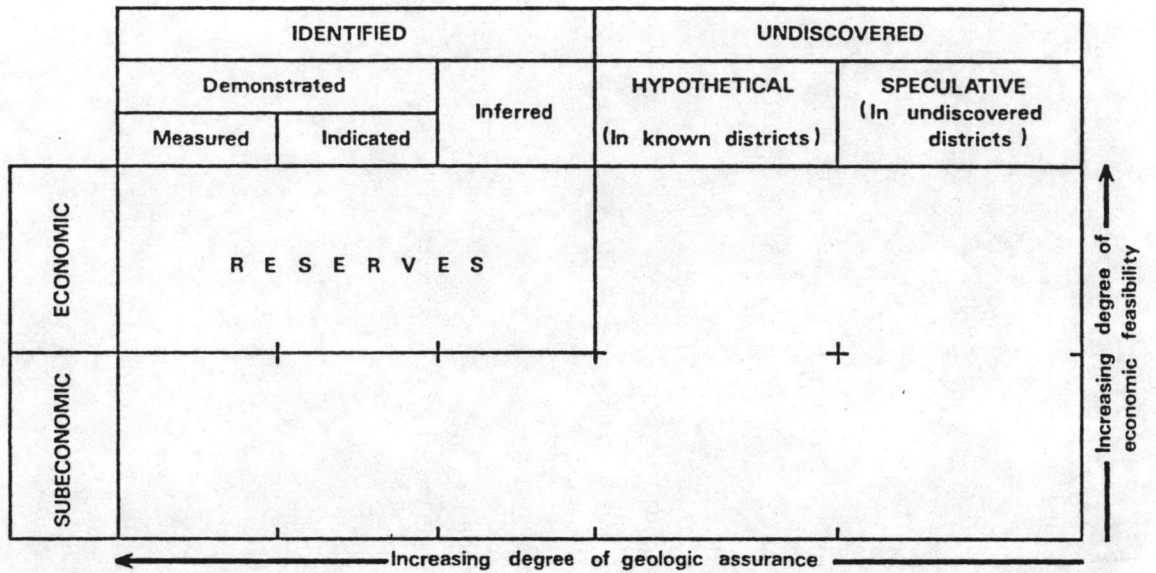 IDENTIFIED
UNDISCOVERED
Demonstrated
Inferred
HYPOTHETICAL
(In known districts)
SPECULATIVE
(In undiscovered
districts)
Measured
Indicated
ECONOMIC
R E S E R V E S
SUBECONOMIC
Increasing degree of
economic feasibility
Increasing degree of geologic assurance